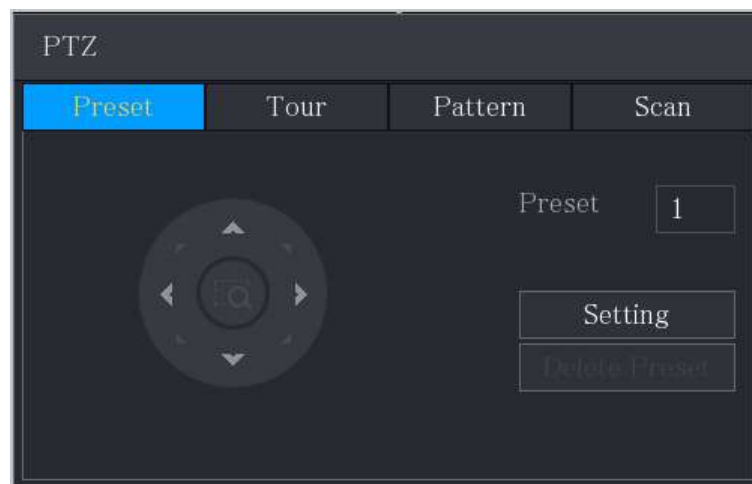 PTZ
Preset Tour Pattern Scan
Preset 1
Setting
Delete Preset